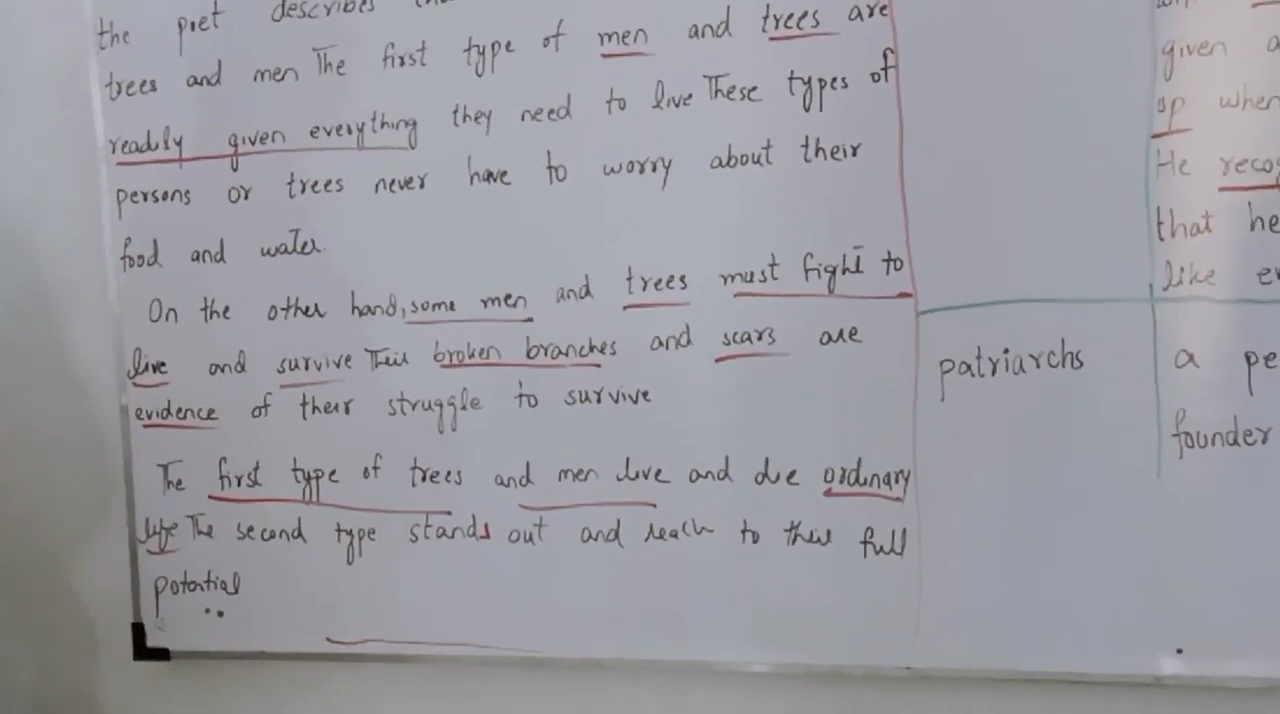 the poet describes
trees and men The first type of men and trees are
readily given everything they need to live These types of
persons or trees never have to worry about their
food and water.
On the other hand, some men and trees must fight to
live and survive Their broken branches and scars are
evidence of their struggle to survive
The first type of trees and men live and die ordinary
life The second type stands out and reach to their full
potential
patriarchs
given a
up when
He
that he
like
a
founder